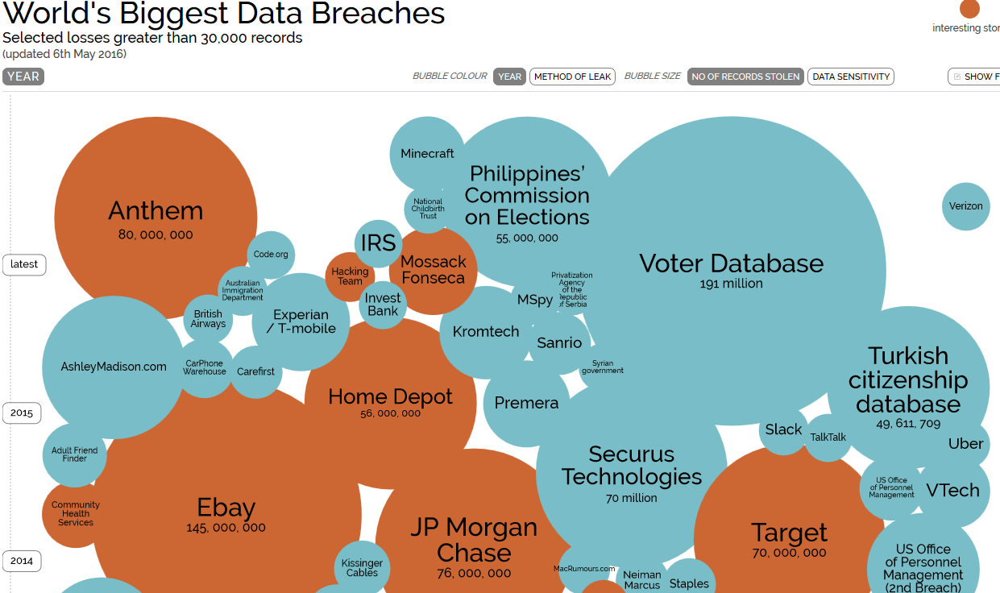 World's Biggest Data Breaches
Selected losses greater than 30,000 records
(updated 6th May 2016)
interesting stor
YEAR
BUBBLE COLOUR YEAR METHOD OF LEAK BUBBLE SIZE NO OF RECORDS STOLEN DATA SENSITIVITY SHOW F
latest
2015
2014
Anthem
80, 000, 000
Minecraft
National
Childbirth
Trust
Philippines'
Commission
on Elections
55, 000, 000
Voter Database
191 million
Verizon
Code.org
IRS
Hacking
Team
Mossack
Fonseca
Australian
Immigration
Department
British
Airways
Experian
/ T-mobile
Invest
Bank
MSpy
Privatization
Agency
of the
Republic
of Serbia
Kromtech
Sanrio
Syrian
government
AshleyMadison.com
CarPhone
Warehouse
Carefirst
Home Depot
56, 000, 000
Premera
Turkish
citizenship
database
49, 611, 709
Slack
TalkTalk
Uber
Adult Friend
Finder
Securus
Technologies
70 million
US Office
of Personnel
Management
VTech
Community
Health
Services
Ebay
145, 000, 000
JP Morgan
Chase
76, 000, 000
Target
70, 000, 000
Kissinger
Cables
MacRumours.com
Neiman
Marcus
Staples
US Office
of Personnel
Management
(2nd Breach)